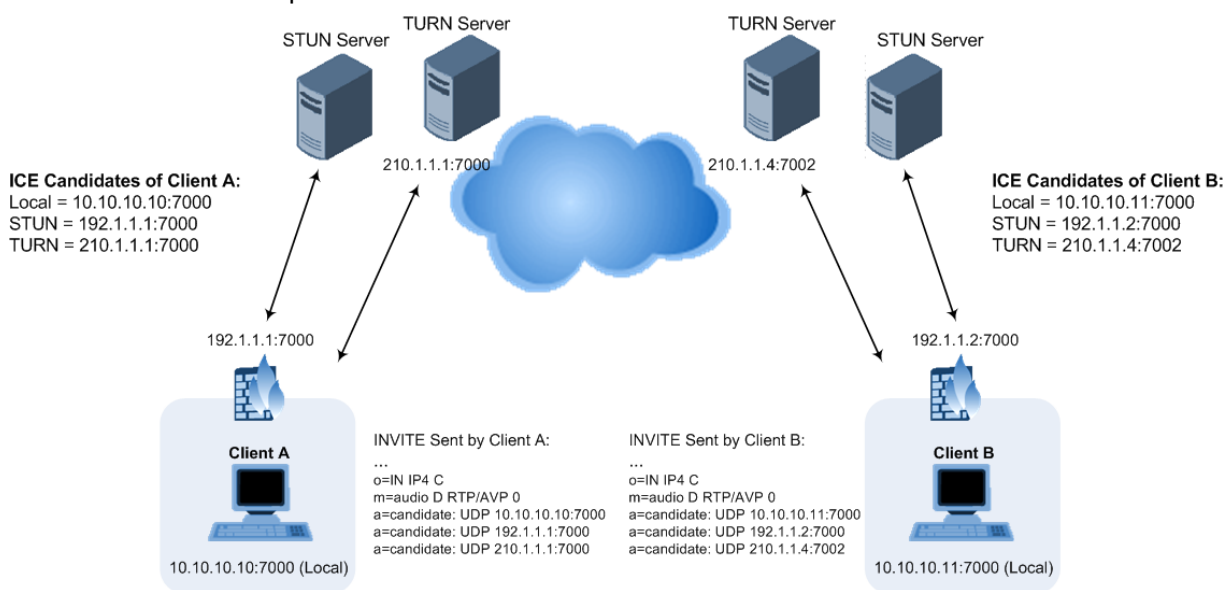 TURN Server
STUN Server
TURN Server
STUN Server
210.1.1.1:7000
210.1.1.4:7002
ICE Candidates of Client A:
Local = 10.10.10.10:7000
STUN = 192.1.1.1:7000
TURN = 210.1.1.1:7000
ICE Candidates of Client B:
Local = 10.10.10.11:7000
STUN = 192.1.1.2:7000
TURN = 210.1.1.4:7002
192.1.1.1:7000
192.1.1.2:7000
Client A
10.10.10.10:7000 (Local)
INVITE Sent by Client A:
...
o=IN IP4 C
m=audio D RTP/AVP 0
a=candidate: UDP 10.10.10.10:7000
a=candidate: UDP 192.1.1.1:7000
a=candidate: UDP 210.1.1.1:7000
INVITE Sent by Client B:
...
o=IN IP4 C
m=audio D RTP/AVP 0
a=candidate: UDP 10.10.10.11:7000
a=candidate: UDP 192.1.1.2:7000
a=candidate: UDP 210.1.1.4:7002
Client B
10.10.10.11:7000 (Local)